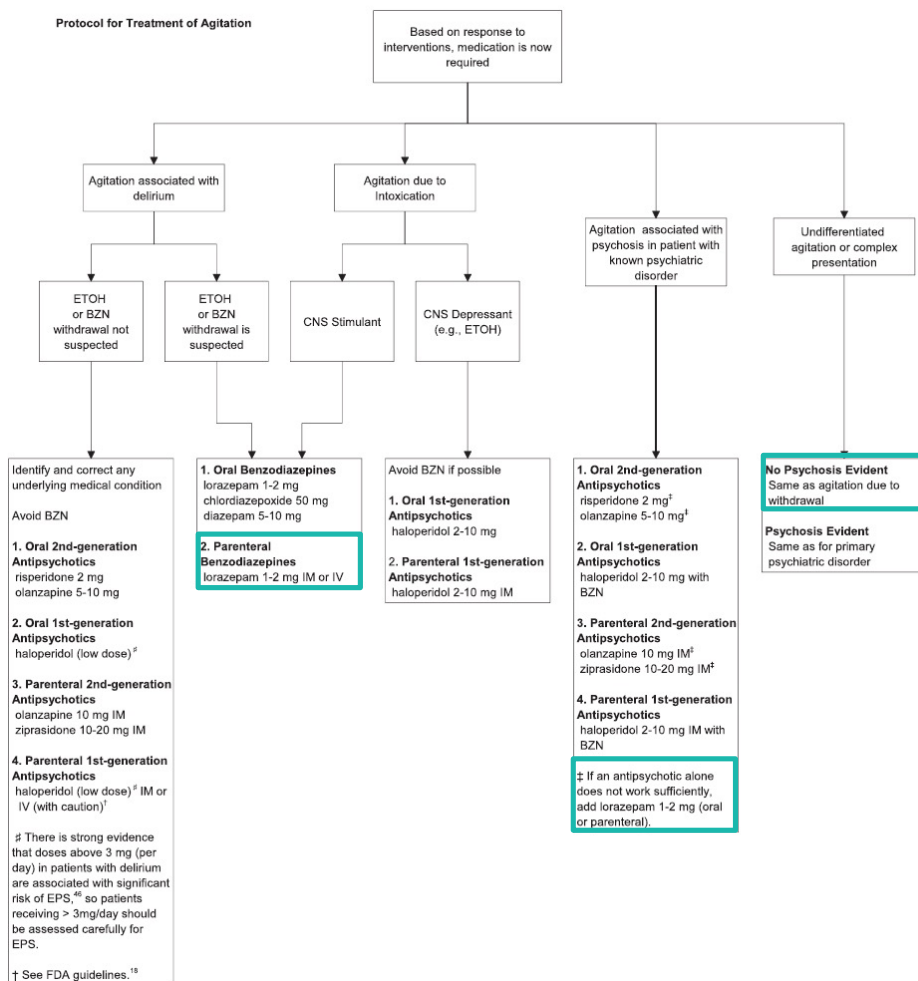 Protocol for Treatment of Agitation
Based on response to
interventions, medication is now
required
Agitation associated with
delirium
Agitation due to
Intoxication
Agitation associated with
psychosis in patient with
known psychiatric
disorder
Undifferentiated
agitation or complex
presentation
ETOH
or BZN
withdrawal not
suspected
ETOH
or BZN
withdrawal is
suspected
CNS Stimulant
CNS Depressant
(e.g., ETOH)
Identify and correct any
underlying medical condition
Avoid BZN
1. Oral 2nd-generation
Antipsychotics
risperidone 2 mg
olanzapine 5-10 mg
2. Oral 1st-generation
Antipsychotics
haloperidol (low dose)♯
3. Parenteral 2nd-generation
Antipsychotics
olanzapine 10 mg IM
ziprasidone 10-20 mg IM
4. Parenteral 1st-generation
Antipsychotics
haloperidol (low dose)♯ IM or
IV (with caution)†
♯ There is strong evidence
that doses above 3 mg (per
day) in patients with delirium
are associated with significant
risk of EPS,46 so patients
receiving > 3mg/day should
be assessed carefully for
EPS.
† See FDA guidelines.18
1. Oral Benzodiazepines
lorazepam 1-2 mg
chlordiazepoxide 50 mg
diazepam 5-10 mg
2. Parenteral
Benzodiazepines
lorazepam 1-2 mg IM or IV
Avoid BZN if possible
1. Oral 1st-generation
Antipsychotics
haloperidol 2-10 mg
2. Parenteral 1st-generation
Antipsychotics
haloperidol 2-10 mg IM
1. Oral 2nd-generation
Antipsychotics
risperidone 2 mg‡
olanzapine 5-10 mg‡
2. Oral 1st-generation
Antipsychotics
haloperidol 2-10 mg with
BZN
3. Parenteral 2nd-generation
Antipsychotics
olanzapine 10 mg IM‡
ziprasidone 10-20 mg IM‡
4. Parenteral 1st-generation
Antipsychotics
haloperidol 2-10 mg IM with
BZN
‡ If an antipsychotic alone
does not work sufficiently,
add lorazepam 1-2 mg (oral
or parenteral).
No Psychosis Evident
Same as agitation due to
withdrawal
Psychosis Evident
Same as for primary
psychiatric disorder